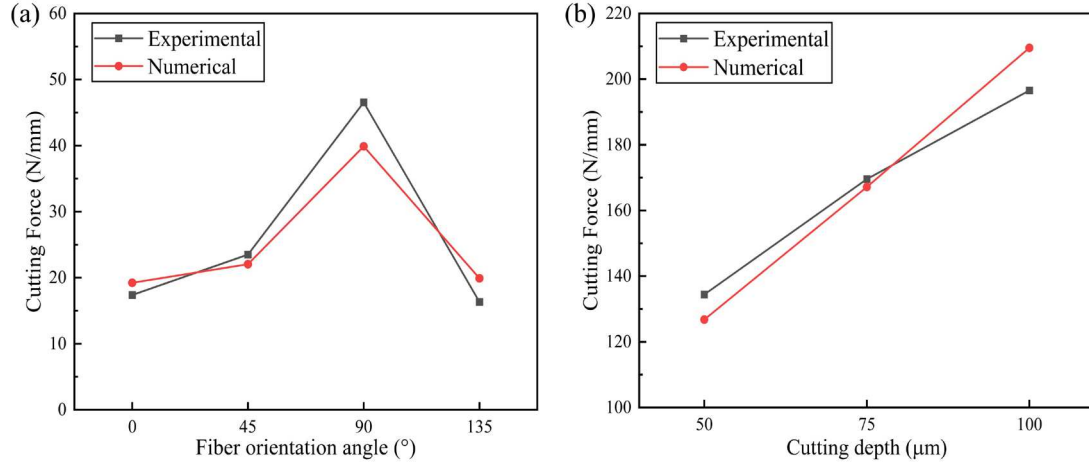 (a)
Experimental
Numerical
Cutting Force (N/mm)
60
50
40
30
20
10
0
0 45 90 135
Fiber orientation angle (°)
(b)
Experimental
Numerical
Cutting Force (N/mm)
220
200
180
160
140
120
100
50 75 100
Cutting depth (μm)